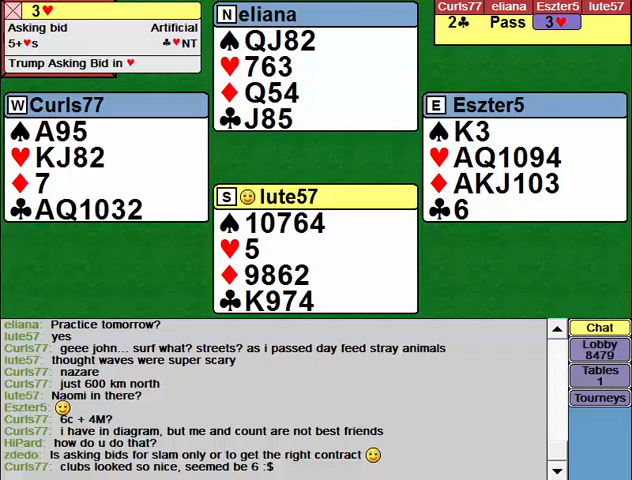 3♥
Asking bid Artificial
5+♥s ♣♥NT
Trump Asking Bid in ♥
N eliana
♠ QJ82
♥ 763
♦ Q54
♣ J85
Curls77 eliana Eszter5 lute57
2♣ Pass 3♥
W Curls77
♠ A95
♥ KJ82
♦ 7
♣ AQ1032
E Eszter5
♠ K3
♥ AQ1094
♦ AKJ103
♣ 6
S lute57
♠ 10764
♥ 5
♦ 9862
♣ K974
eliana: Practice tomorrow?
lute57: yes
Curls77: geee john... surf what? streets? as i passed day feed stray animals
lute57: thought waves were super scary
Curls77: nazare
Curls77: just 600 km north
lute57: Naomi in there?
Eszter5:
Curls77: 6c + 4M?
Curls77: i have in diagram, but me and count are not best friends
HiPard: how do u do that?
zdedo: Is asking bids for slam only or to get the right contract
Curls77: clubs looked so nice, seemed be 6 :$
Chat
Lobby
8479
Tables
1
Tourneys